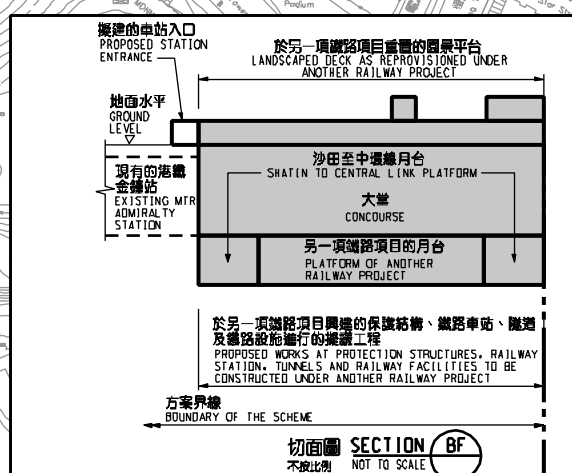 Podium
擬建的車站入口
PROPOSED STATION
ENTRANCE
於另一項鐵路項目重置的園景平台
LANDSCAPED DECK AS REPROVISIONED UNDER
ANOTHER RAILWAY PROJECT
地面水平
GROUND
LEVEL
沙田至中環線月台
SHATIN TO CENTRAL LINK PLATFORM
現有的港鐵
金鐘站
EXISTING MTR
ADMIRALTY
STATION
大堂
CONCOURSE
另一項鐵路項目的月台
PLATFORM OF ANOTHER
RAILWAY PROJECT
於另一項鐵路項目興建的保護結構、鐵路車站、隧道
及鐵路設施進行的擬議工程
PROPOSED WORKS AT PROTECTION STRUCTURES, RAILWAY
STATION, TUNNELS AND RAILWAY FACILITIES TO BE
CONSTRUCTED UNDER ANOTHER RAILWAY PROJECT
方案界線
BOUNDARY OF THE SCHEME
切面圖 SECTION BF
不按比例 NOT TO SCALE